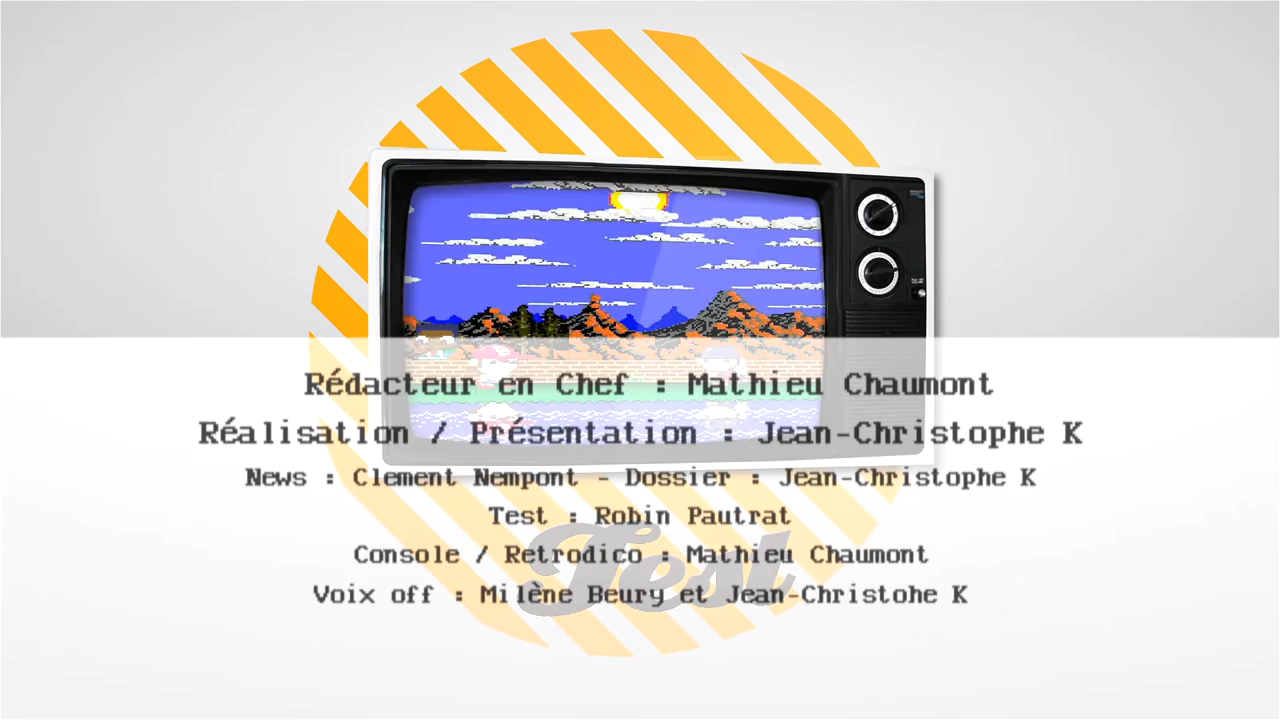 Rédacteur en Chef : Mathieu Chaumont
Réalisation / Présentation : Jean-Christophe K
News : Clement Nempont - Dossier : Jean-Christophe K
Test : Robin Pautrat
Console / Retrodico : Mathieu Chaumont
Test
Voix off : Milène Beury et Jean-Christohe K